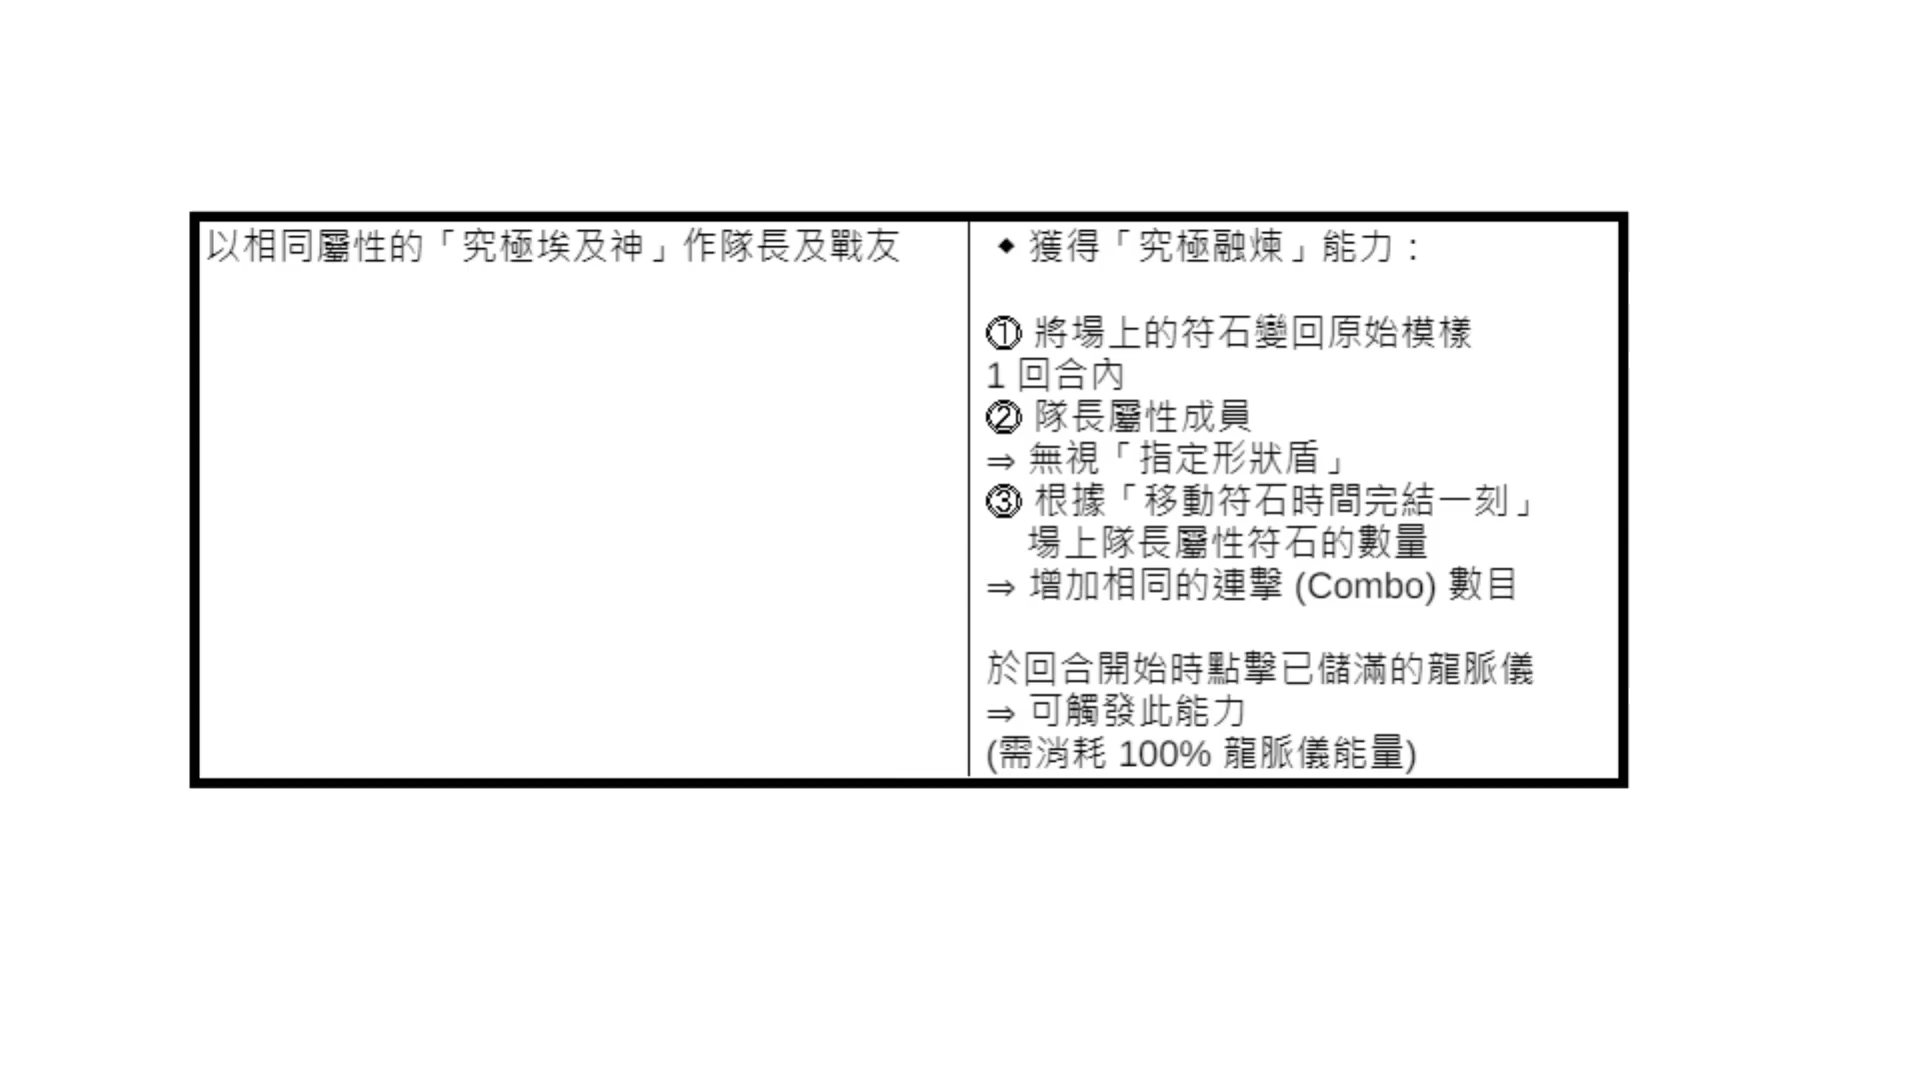 以相同屬性的「究極埃及神」作隊長及戰友
◆ 獲得「究極融煉」能力：
① 將場上的符石變回原始模樣
1 回合內
② 隊長屬性成員
⇒ 無視「指定形狀盾」
③ 根據「移動符石時間完結一刻」
場上隊長屬性符石的數量
⇒ 增加相同的連擊 (Combo) 數目
於回合開始時點擊已儲滿的龍脈儀
⇒ 可觸發此能力
(需消耗 100% 龍脈儀能量)